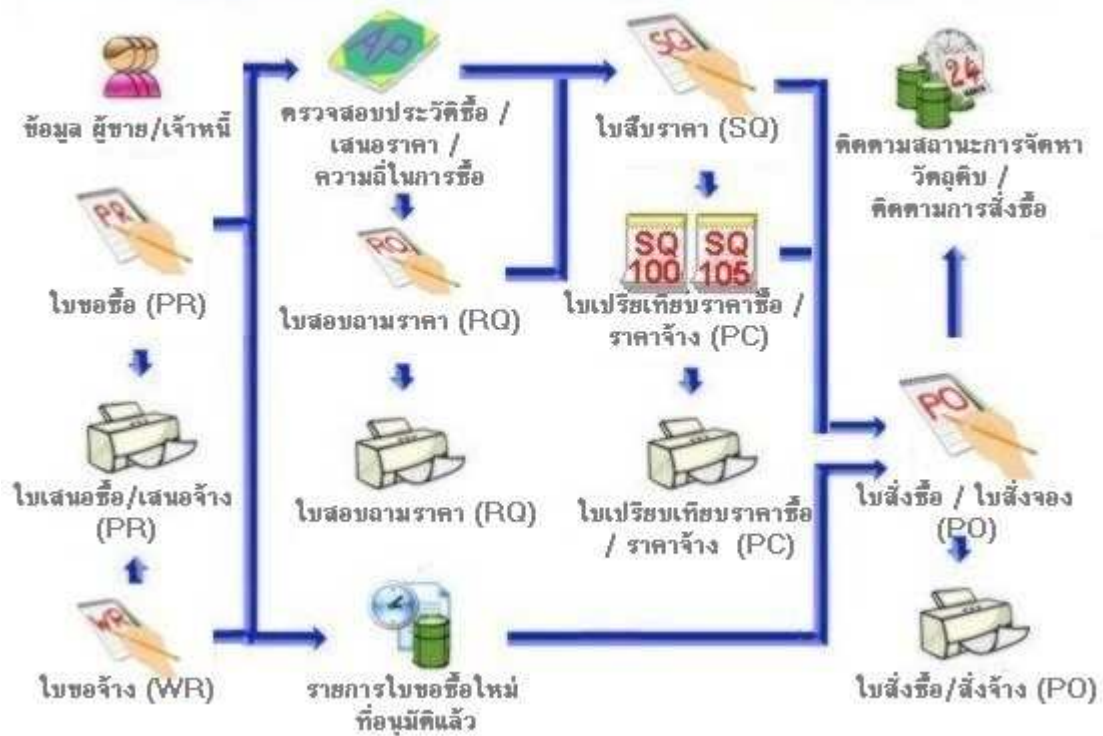 ข้อมูล ผู้ขาย/เจ้าหนี้
PR
ใบขอซื้อ (PR)
ใบเสนอซื้อ/เสนอจ้าง
(PR)
WR
ใบขอจ้าง (WR)
AP
ตรวจสอบประวัติซื้อ /
เสนอราคา /
ความถี่ในการซื้อ
RQ
ใบสอบถามราคา (RQ)
ใบสอบถามราคา (RQ)
รายการใบขอซื้อใหม่
ที่อนุมัติแล้ว
SQ
ใบสืบราคา (SQ)
SQ
100
SQ
105
ใบเปรียเทียบราคาซื้อ /
ราคาจ้าง (PC)
ใบเปรียบเทียบราคาซื้อ
/ ราคาจ้าง (PC)
24
ติดตามสถานะการจัดหา
วัตถุดิบ /
ติดตามการสั่งซื้อ
PO
ใบสั่งซื้อ / ใบสั่งจอง
(PO)
ใบสั่งซื้อ/สั่งจ้าง (PO)